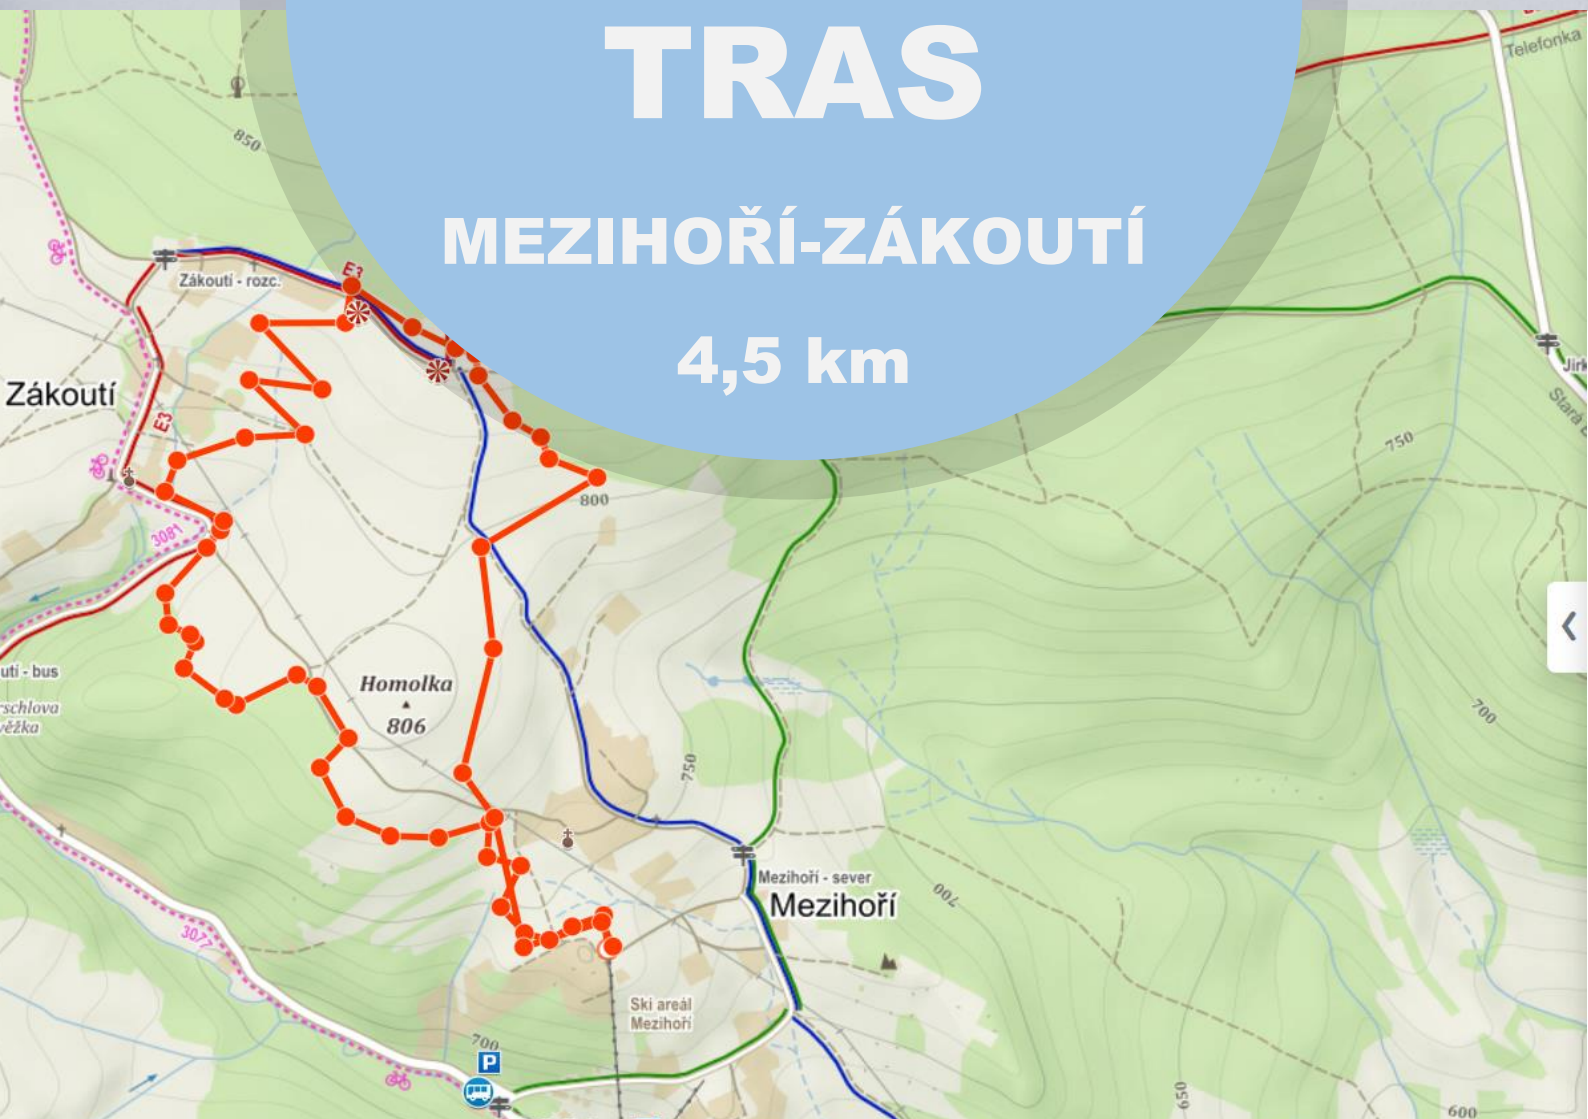 TRAS
Telefonka
850
MEZIHOŘÍ-ZÁKOUTÍ
E3
Zákoutí - rozc.
4,5 km
Zákoutí
E3
750
800
3081
utí - bus
Homolka
806
700
750
Mezihoří - sever
Mezihoří
700
3077
Ski areál
Mezihoří
700
P
650
600